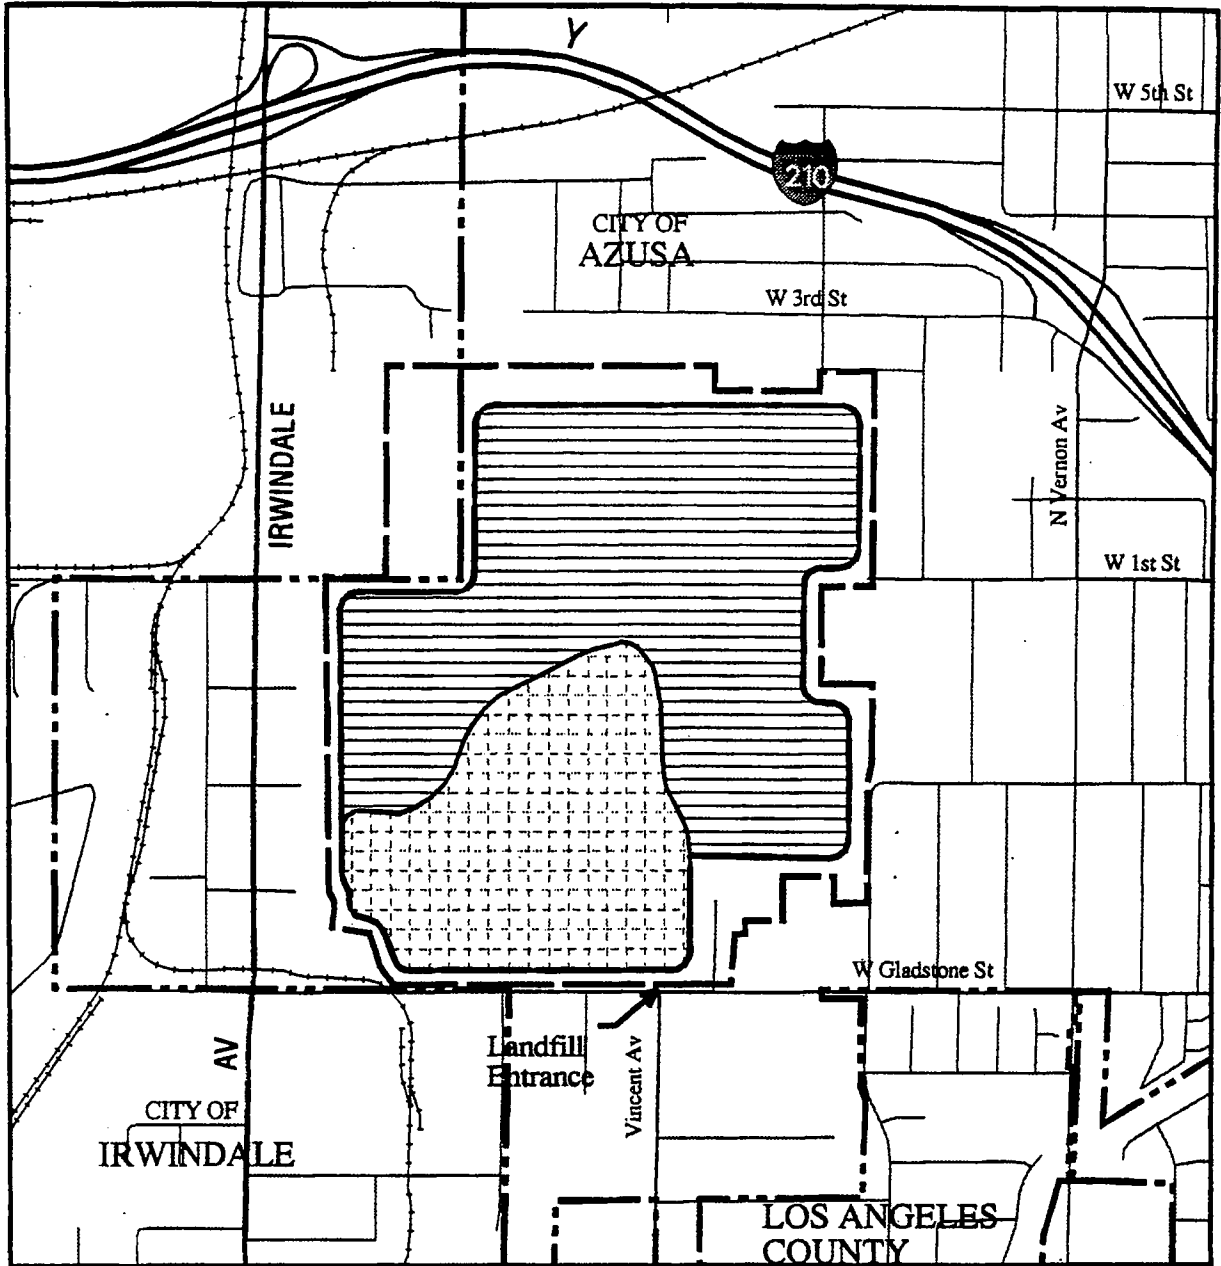 Y
W 5th St
210
CITY OF
AZUSA
W 3rd St
IRWINDALE
N Vernon Av
W 1st St
W Gladstone St
Landfill
Entrance
Vincent Av
AV
CITY OF
IRWINDALE
LOS ANGELES
COUNTY